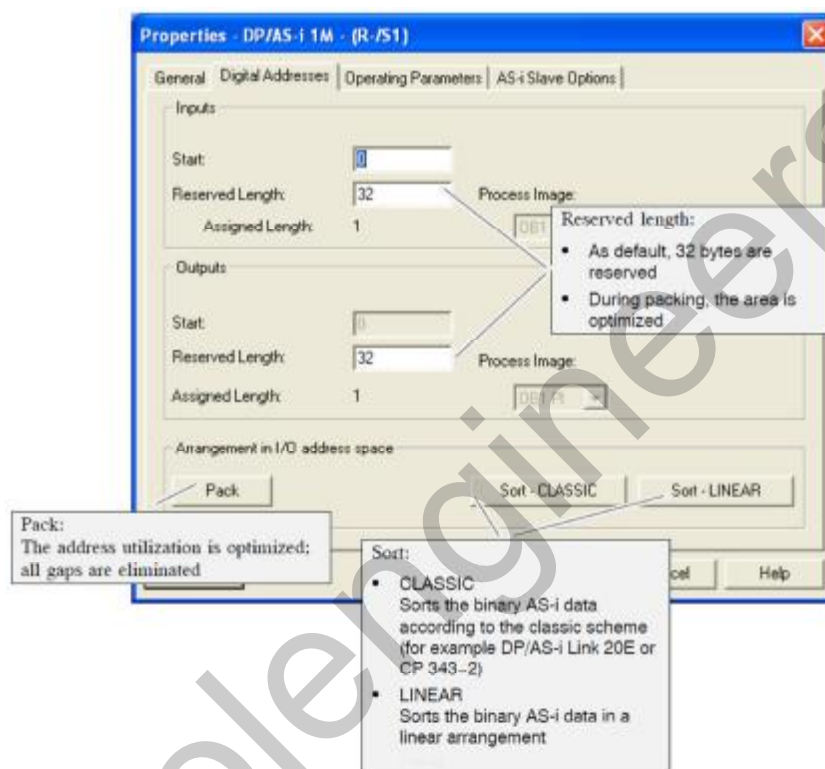 Properties - DP/AS-i 1M - (R-/S1)
General Digital Addresses Operating Parameters AS-i Slave Options
Inputs
Start: 0
Reserved Length: 32 Process Image:
Assigned Length: 1 DB1
Reserved length:
▪ As default, 32 bytes are
reserved
▪ During packing, the area is
optimized
Outputs
Start: 0
Reserved Length: 32 Process Image:
Assigned Length: 1 OB1 PI
Arrangement in I/O address space
Pack Sort - CLASSIC Sort - LINEAR
Pack:
The address utilization is optimized;
all gaps are eliminated
Sort:
▪ CLASSIC
Sorts the binary AS-i data
according to the classic scheme
(for example DP/AS-i Link 20E or
CP 343–2)
▪ LINEAR
Sorts the binary AS-i data in a
linear arrangement
cel Help
plengineers